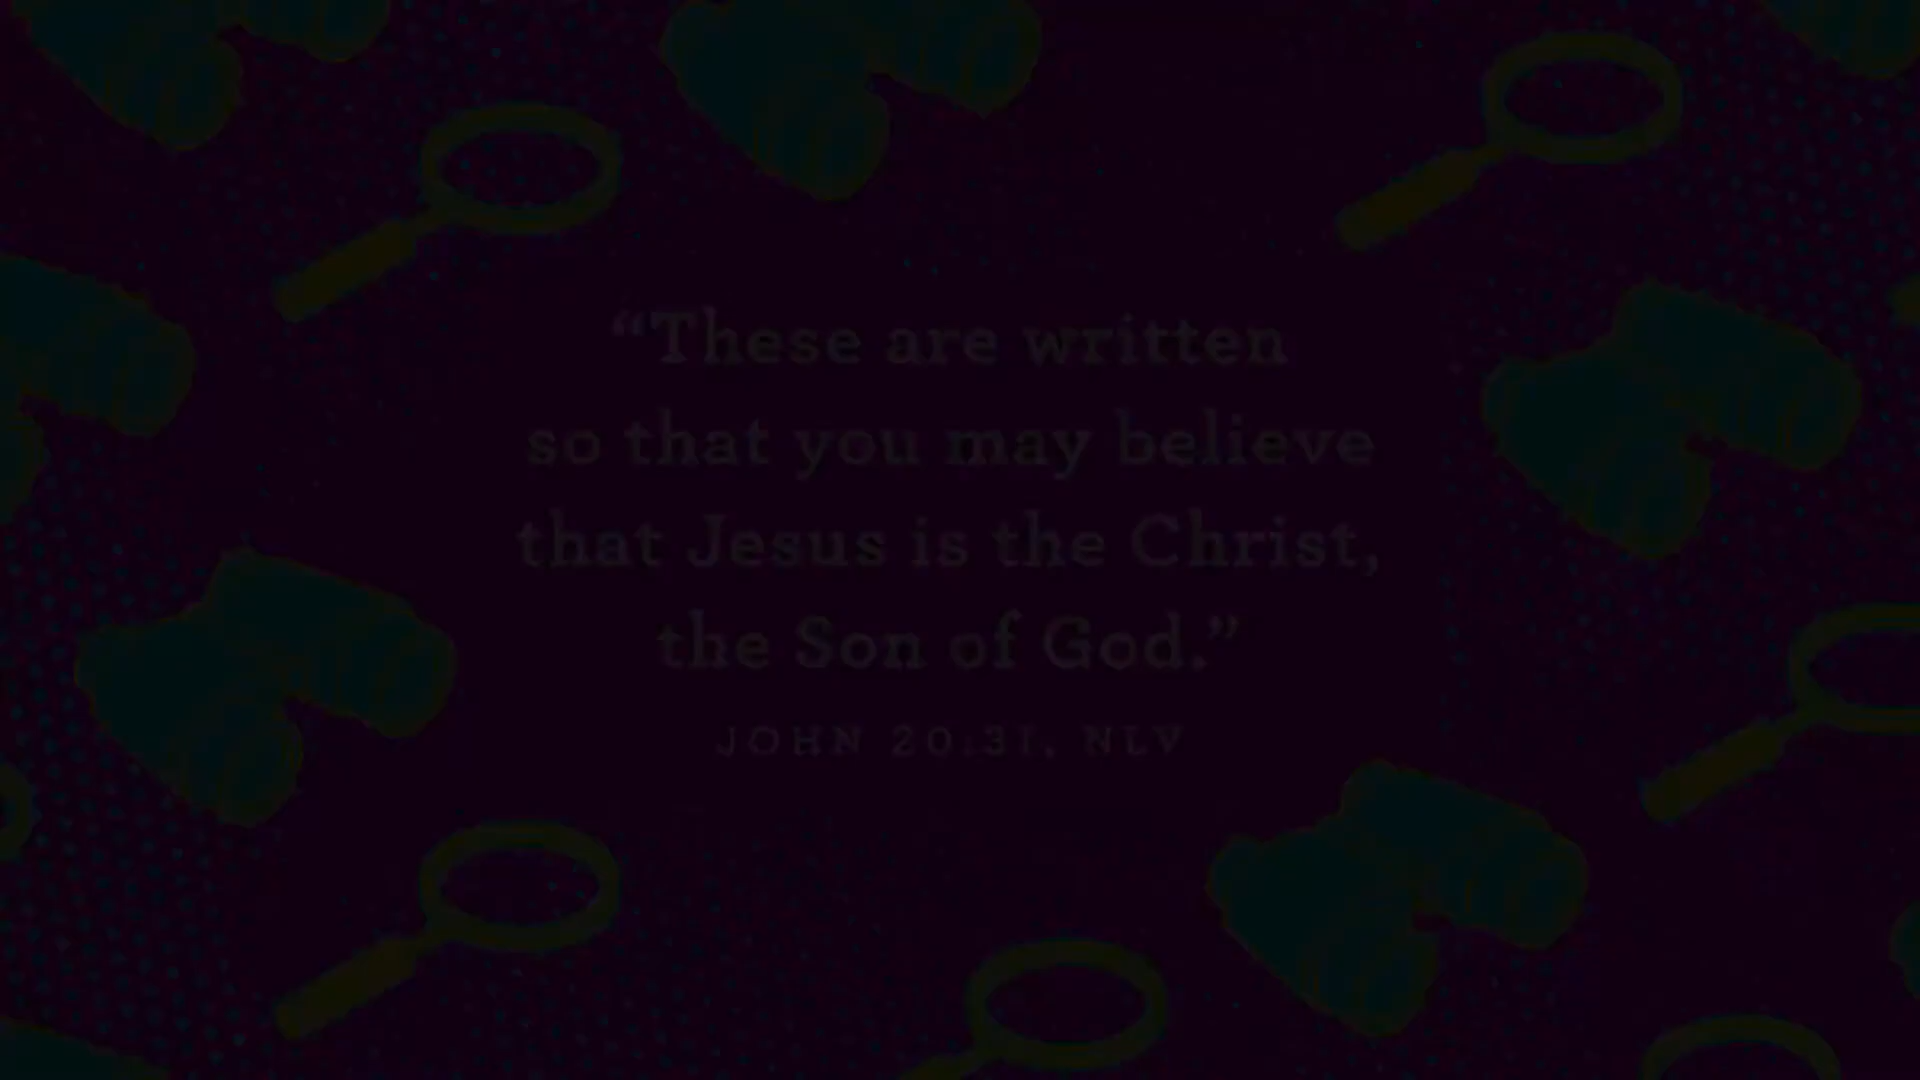 “These are written
so that you may believe
that Jesus is the Christ,
the Son of God.”
JOHN 20:31, NLV